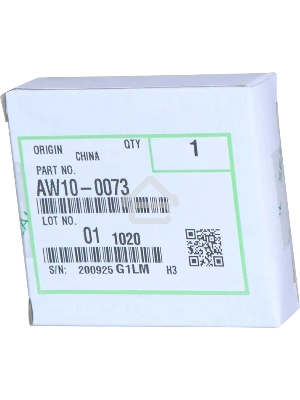 ORIGIN QTY 1
CHINA
PART NO.
AW10-0073
LOT NO.
01 1020
S/N: 200925 G1LM H3